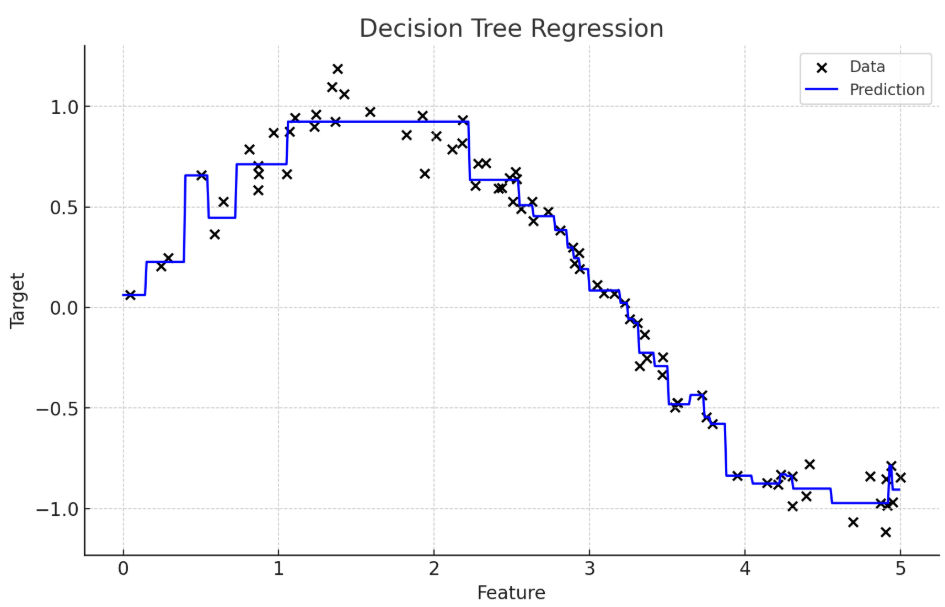 Decision Tree Regression
Data
Prediction
1.0
0.5
0.0
−0.5
−1.0
Target
0 1 2 3 4 5
Feature